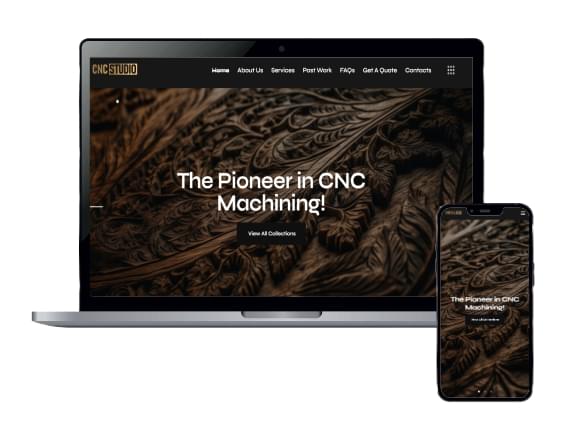 CNC STUDIO
Home About Us Services Past Work FAQs Get A Quote Contacts
The Pioneer in CNC
Machining!
View All Collections
The Pioneer in CNC
Machining!